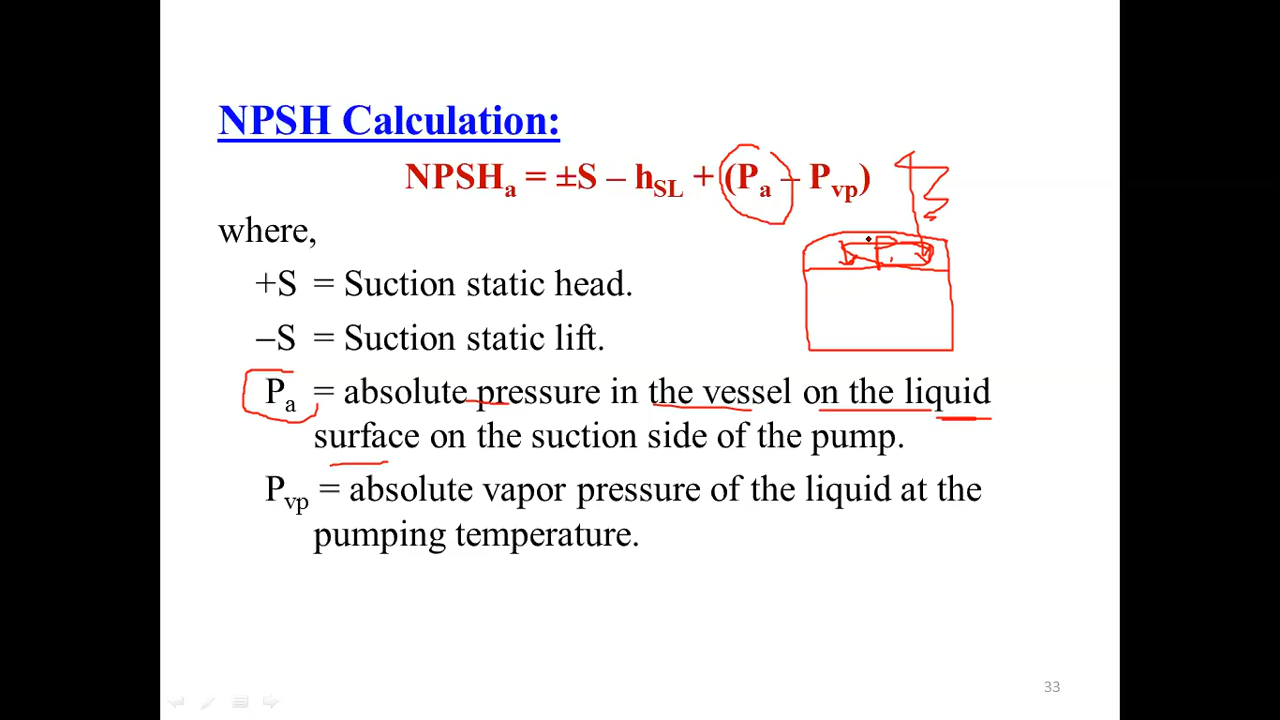 NPSH Calculation:
NPSHa = ±S – hSL + (Pa – Pvp)
where,
+S = Suction static head.
–S = Suction static lift.
Pa = absolute pressure in the vessel on the liquid
surface on the suction side of the pump.
Pvp = absolute vapor pressure of the liquid at the
pumping temperature.
33